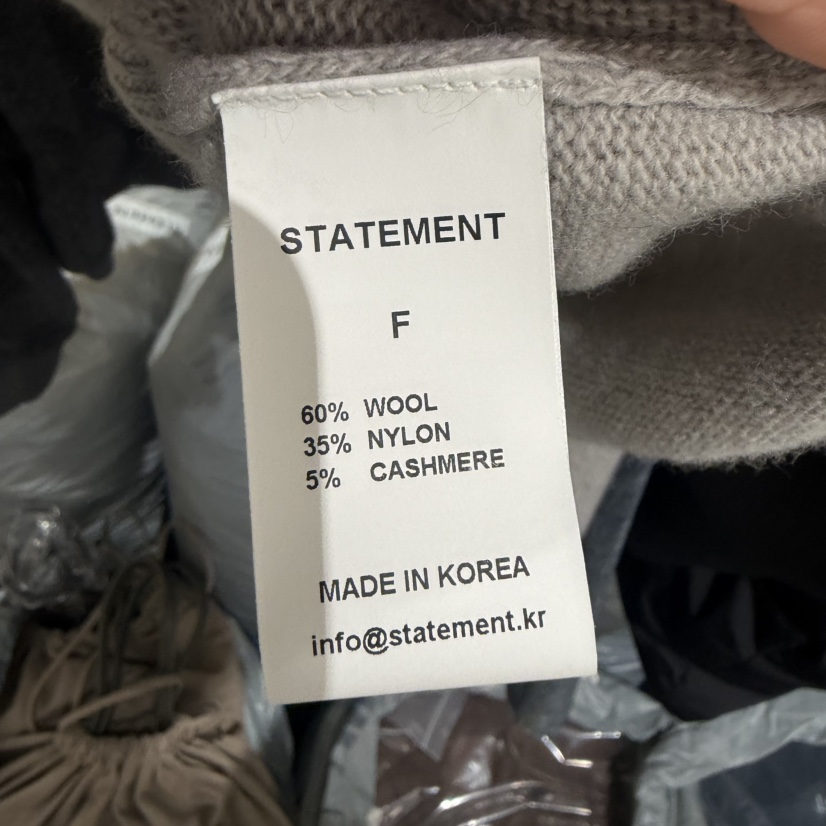 STATEMENT
F
60% WOOL
35% NYLON
5% CASHMERE
MADE IN KOREA
info@statement.kr